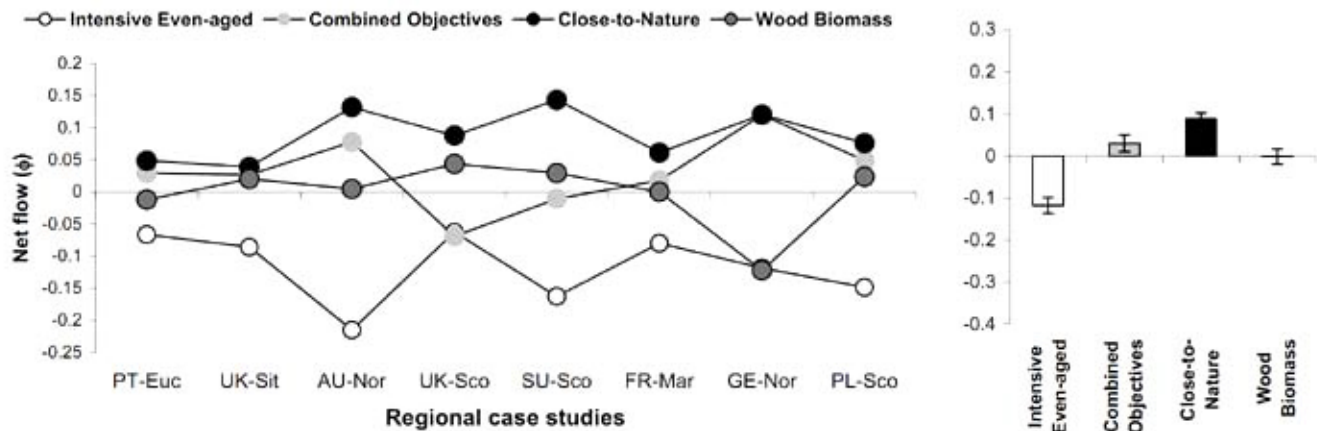 Intensive Even-aged Combined Objectives Close-to-Nature Wood Biomass
Net flow (ϕ)
0.2
0.15
0.1
0.05
0
-0.05
-0.1
-0.15
-0.2
-0.25
PT-Euc UK-Sit AU-Nor UK-Sco SU-Sco FR-Mar GE-Nor PL-Sco
Regional case studies
0.3
0.2
0.1
0
-0.1
-0.2
-0.3
-0.4
Intensive
Even-aged
Combined
Objectives
Close-to-
Nature
Wood
Biomass